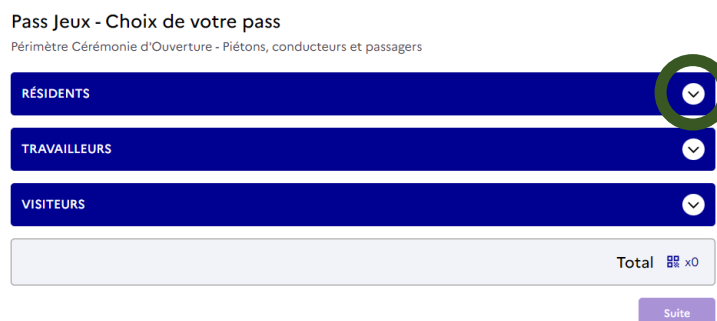 Pass Jeux - Choix de votre pass
Périmètre Cérémonie d'Ouverture - Piétons, conducteurs et passagers
RÉSIDENTS
TRAVAILLEURS
VISITEURS
Total x0
Suite